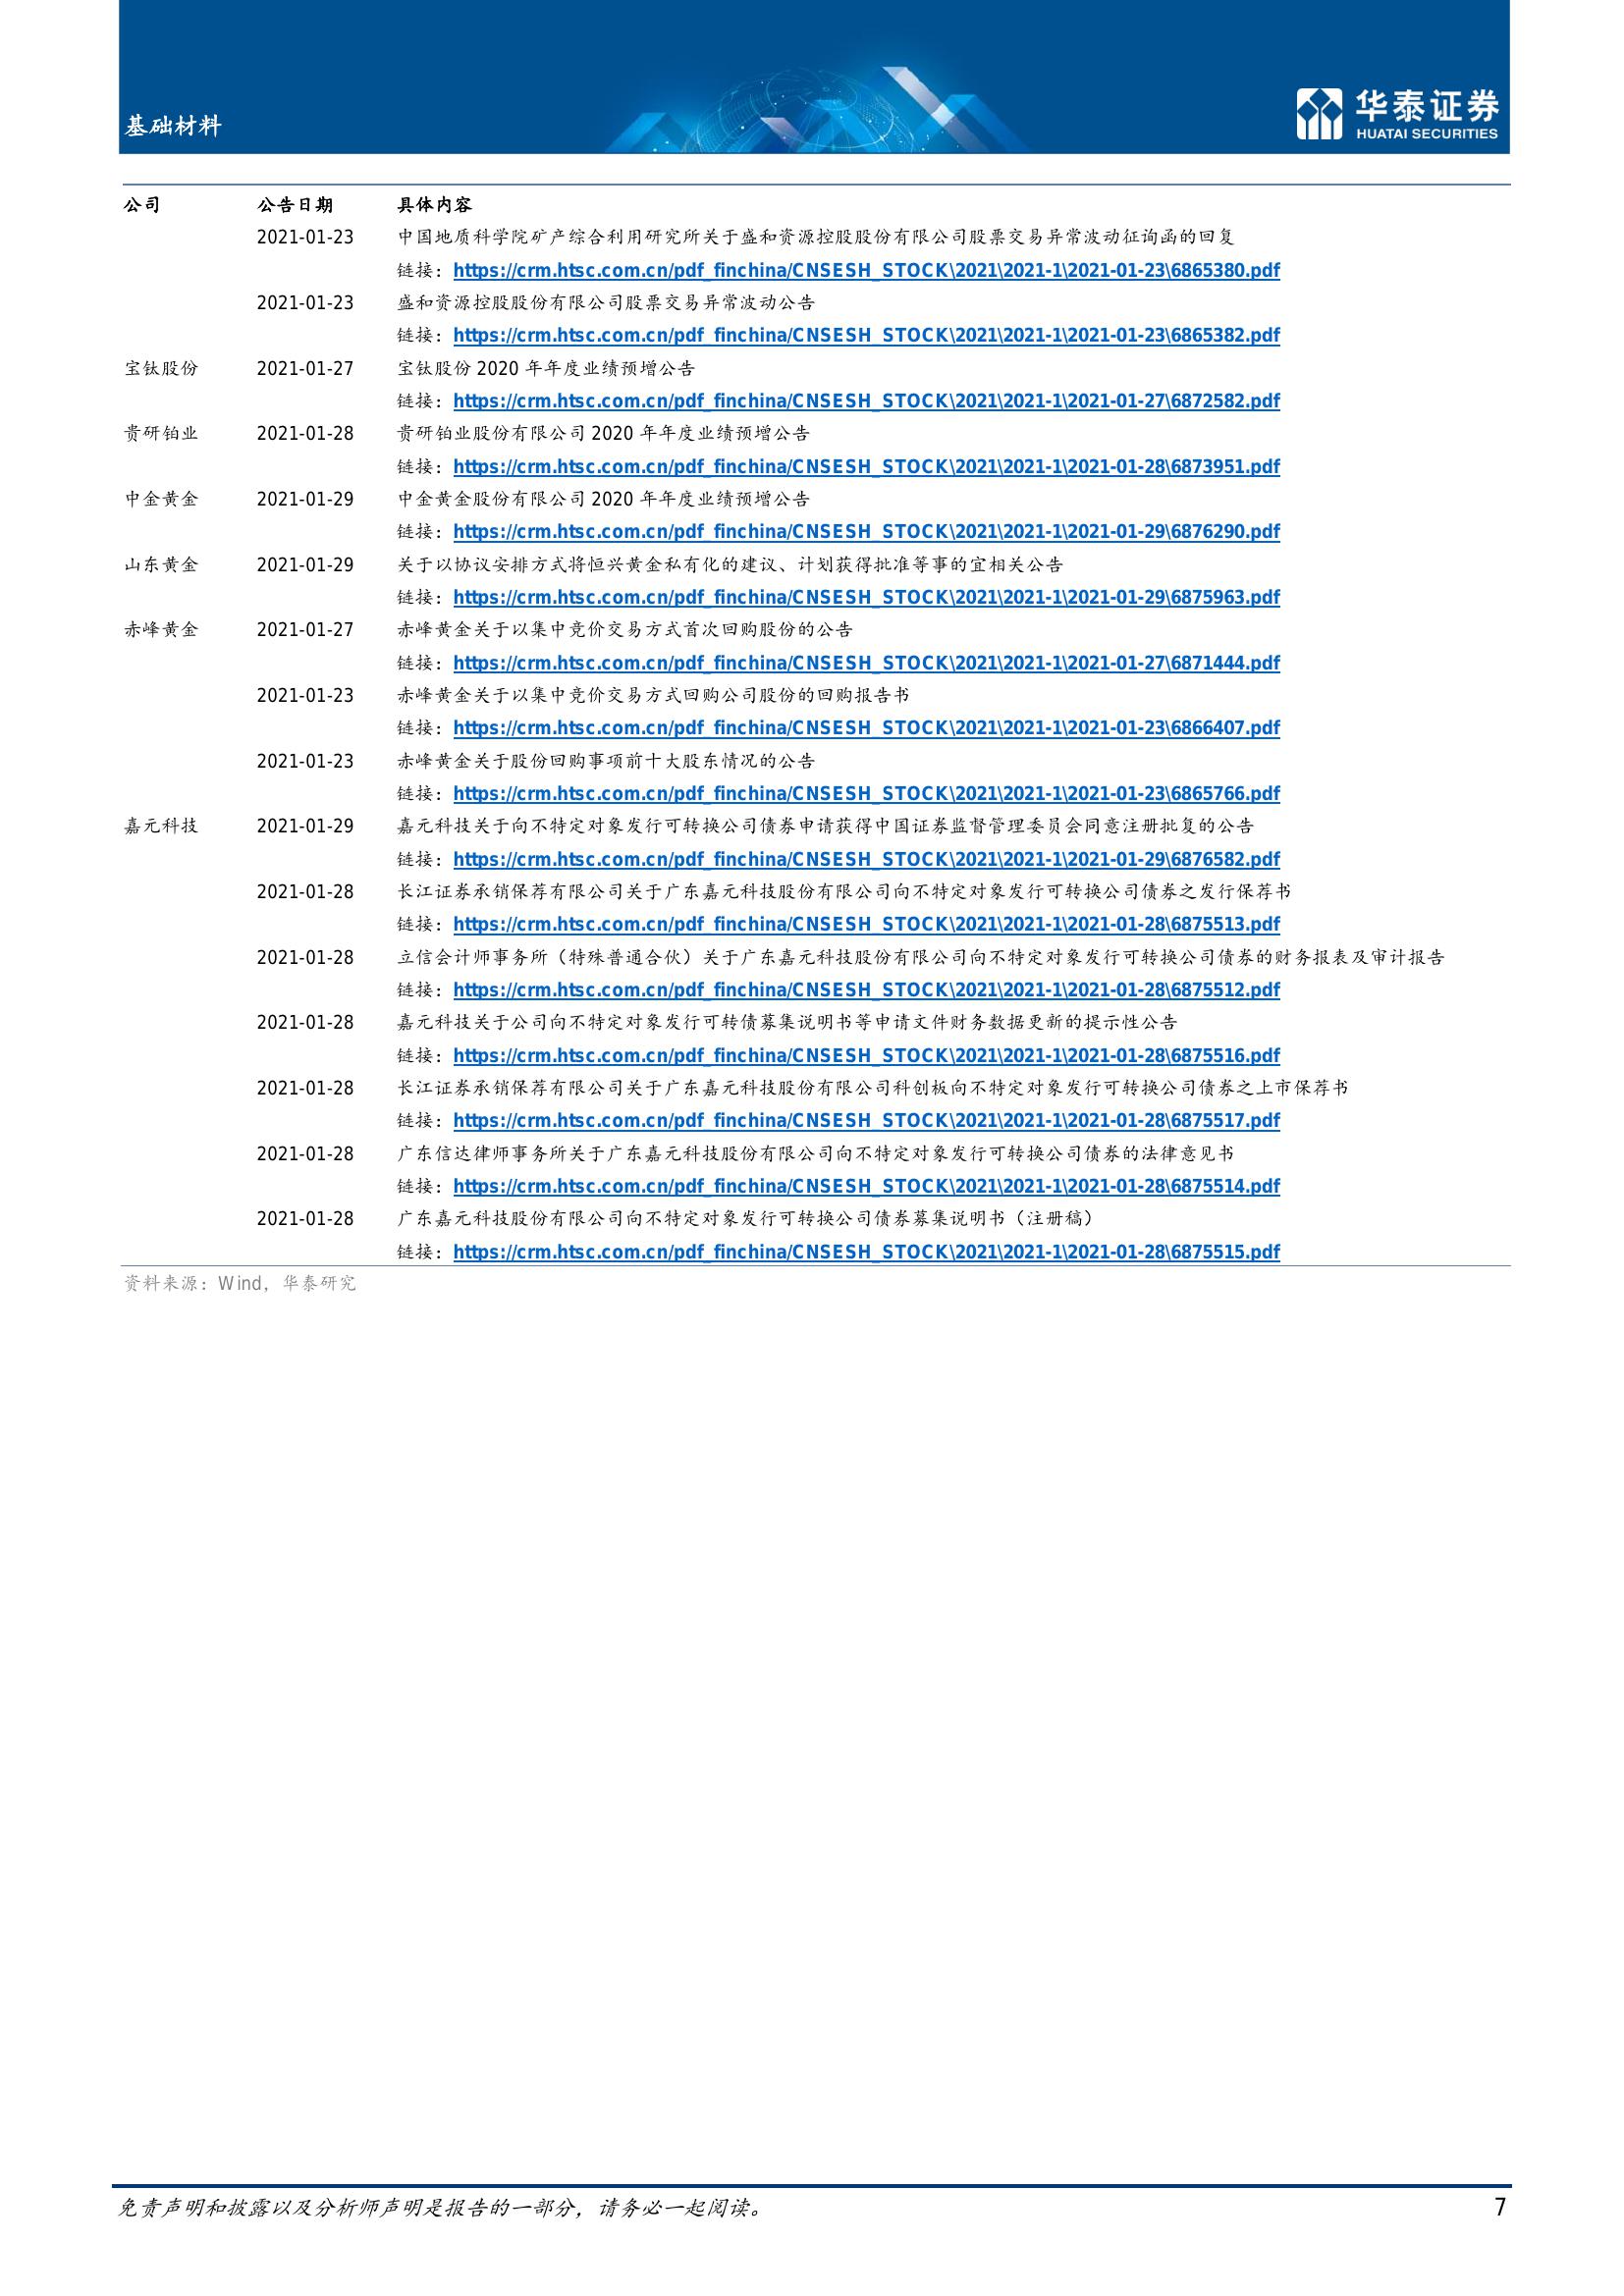 基础材料
华泰证券
HUATAI SECURITIES
公司 公告日期 具体内容
2021-01-23 中国地质科学院矿产综合利用研究所关于盛和资源控股股份有限公司股票交易异常波动征询函的回复
链接：https://crm.htsc.com.cn/pdf_finchina/CNSESH_STOCK\2021\2021-1\2021-01-23\6865380.pdf
2021-01-23 盛和资源控股股份有限公司股票交易异常波动公告
链接：https://crm.htsc.com.cn/pdf_finchina/CNSESH_STOCK\2021\2021-1\2021-01-23\6865382.pdf
宝钛股份 2021-01-27 宝钛股份 2020 年年度业绩预增公告
链接：https://crm.htsc.com.cn/pdf_finchina/CNSESH_STOCK\2021\2021-1\2021-01-27\6872582.pdf
贵研铂业 2021-01-28 贵研铂业股份有限公司 2020 年年度业绩预增公告
链接：https://crm.htsc.com.cn/pdf_finchina/CNSESH_STOCK\2021\2021-1\2021-01-28\6873951.pdf
中金黄金 2021-01-29 中金黄金股份有限公司 2020 年年度业绩预增公告
链接：https://crm.htsc.com.cn/pdf_finchina/CNSESH_STOCK\2021\2021-1\2021-01-29\6876290.pdf
山东黄金 2021-01-29 关于以协议安排方式将恒兴黄金私有化的建议、计划获得批准等事的宜相关公告
链接：https://crm.htsc.com.cn/pdf_finchina/CNSESH_STOCK\2021\2021-1\2021-01-29\6875963.pdf
赤峰黄金 2021-01-27 赤峰黄金关于以集中竞价交易方式首次回购股份的公告
链接：https://crm.htsc.com.cn/pdf_finchina/CNSESH_STOCK\2021\2021-1\2021-01-27\6871444.pdf
2021-01-23 赤峰黄金关于以集中竞价交易方式回购公司股份的回购报告书
链接：https://crm.htsc.com.cn/pdf_finchina/CNSESH_STOCK\2021\2021-1\2021-01-23\6866407.pdf
2021-01-23 赤峰黄金关于股份回购事项前十大股东情况的公告
链接：https://crm.htsc.com.cn/pdf_finchina/CNSESH_STOCK\2021\2021-1\2021-01-23\6865766.pdf
嘉元科技 2021-01-29 嘉元科技关于向不特定对象发行可转换公司债券申请获得中国证券监督管理委员会同意注册批复的公告
链接：https://crm.htsc.com.cn/pdf_finchina/CNSESH_STOCK\2021\2021-1\2021-01-29\6876582.pdf
2021-01-28 长江证券承销保荐有限公司关于广东嘉元科技股份有限公司向不特定对象发行可转换公司债券之发行保荐书
链接：https://crm.htsc.com.cn/pdf_finchina/CNSESH_STOCK\2021\2021-1\2021-01-28\6875513.pdf
2021-01-28 立信会计师事务所（特殊普通合伙）关于广东嘉元科技股份有限公司向不特定对象发行可转换公司债券的财务报表及审计报告
链接：https://crm.htsc.com.cn/pdf_finchina/CNSESH_STOCK\2021\2021-1\2021-01-28\6875512.pdf
2021-01-28 嘉元科技关于公司向不特定对象发行可转债募集说明书等申请文件财务数据更新的提示性公告
链接：https://crm.htsc.com.cn/pdf_finchina/CNSESH_STOCK\2021\2021-1\2021-01-28\6875516.pdf
2021-01-28 长江证券承销保荐有限公司关于广东嘉元科技股份有限公司科创板向不特定对象发行可转换公司债券之上市保荐书
链接：https://crm.htsc.com.cn/pdf_finchina/CNSESH_STOCK\2021\2021-1\2021-01-28\6875517.pdf
2021-01-28 广东信达律师事务所关于广东嘉元科技股份有限公司向不特定对象发行可转换公司债券的法律意见书
链接：https://crm.htsc.com.cn/pdf_finchina/CNSESH_STOCK\2021\2021-1\2021-01-28\6875514.pdf
2021-01-28 广东嘉元科技股份有限公司向不特定对象发行可转换公司债券募集说明书（注册稿）
链接：https://crm.htsc.com.cn/pdf_finchina/CNSESH_STOCK\2021\2021-1\2021-01-28\6875515.pdf
资料来源：Wind，华泰研究
免责声明和披露以及分析师声明是报告的一部分，请务必一起阅读。 7